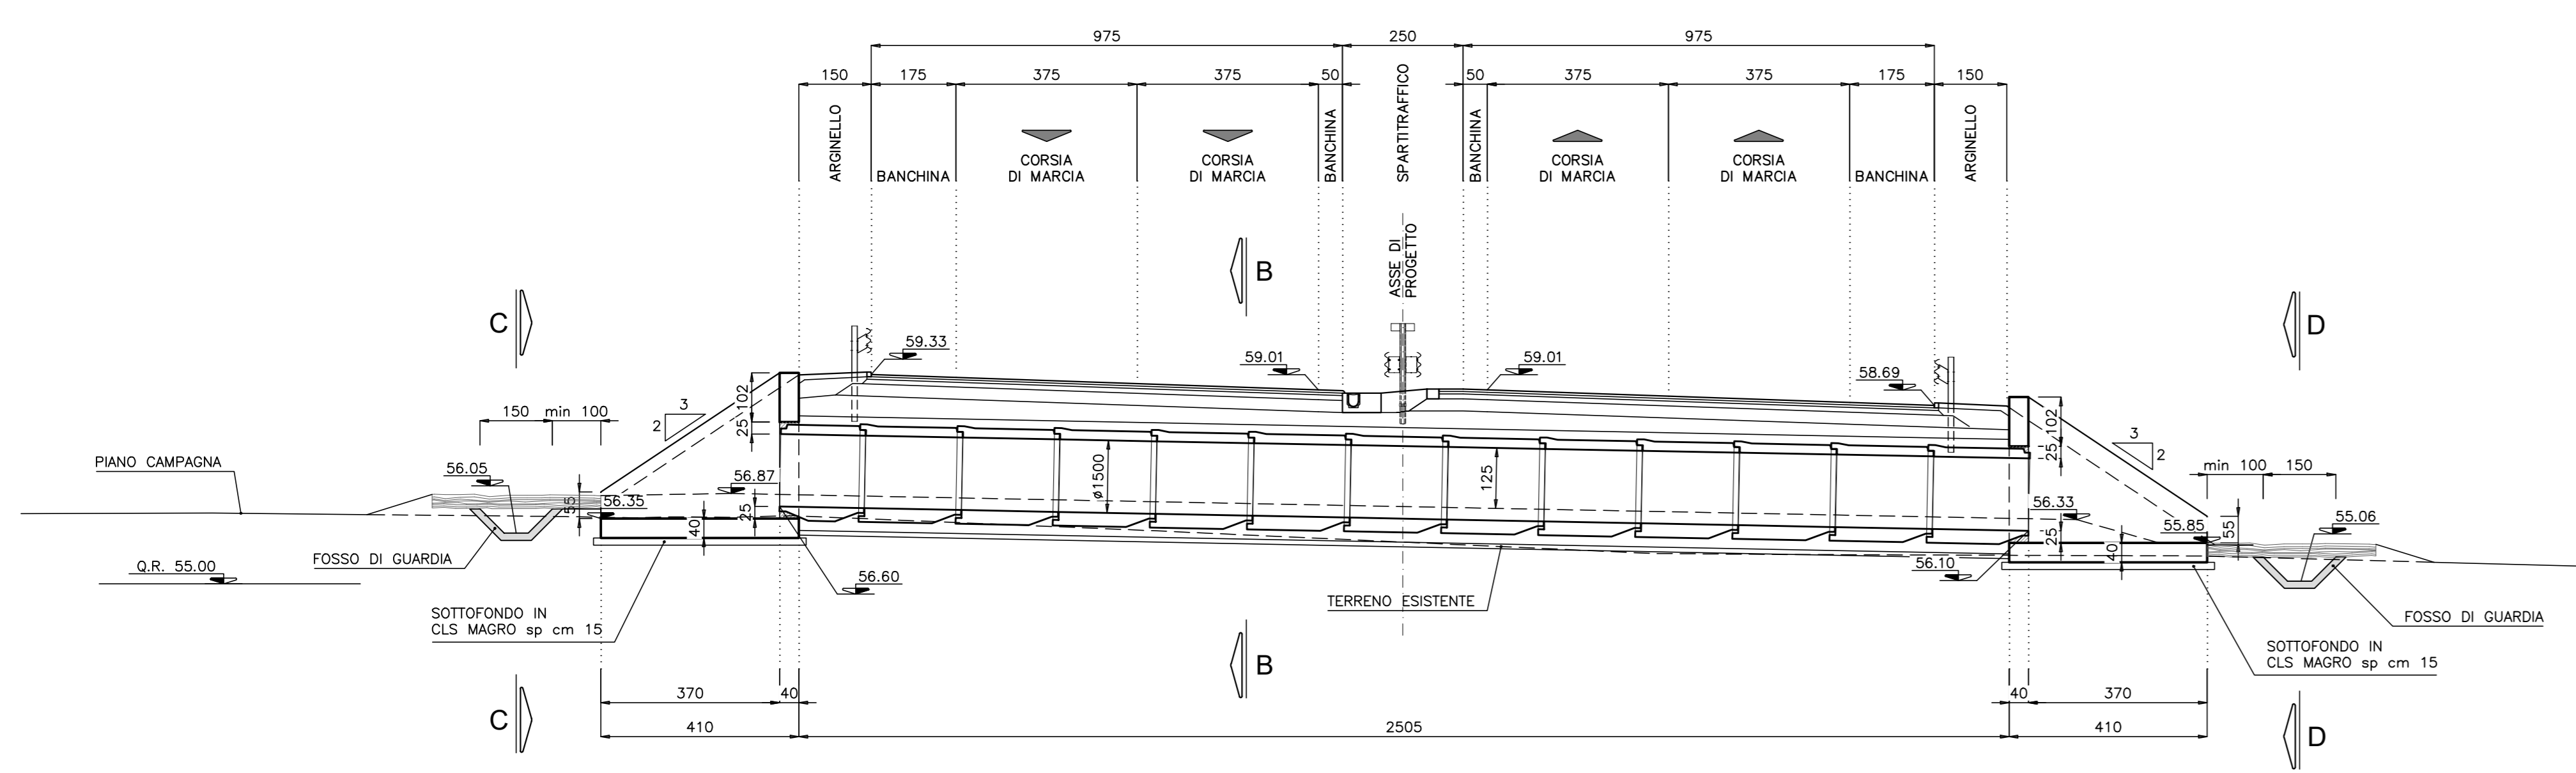 975 250 975
150 175 375 375 50 50 375 375 175 150
ARGINELLO
BANCHINA
CORSIA
DI MARCIA
CORSIA
DI MARCIA
BANCHINA
SPARTITRAFFICO
BANCHINA
CORSIA
DI MARCIA
CORSIA
DI MARCIA
BANCHINA
ARGINELLO
ASSE DI
PROGETTO
B
C
D
59.33
59.01
59.01
58.69
102
25
3
2
150 min 100
PIANO CAMPAGNA
56.05
55
56.35
56.87
25
40
ø1500
125
102
25
3
2
min 100 150
56.33
25
55.85
55
40
55.06
FOSSO DI GUARDIA
Q.R. 55.00
56.60
56.10
TERRENO ESISTENTE
SOTTOFONDO IN
CLS MAGRO sp cm 15
FOSSO DI GUARDIA
SOTTOFONDO IN
CLS MAGRO sp cm 15
B
C
D
370 40 40 370
410 2505 410